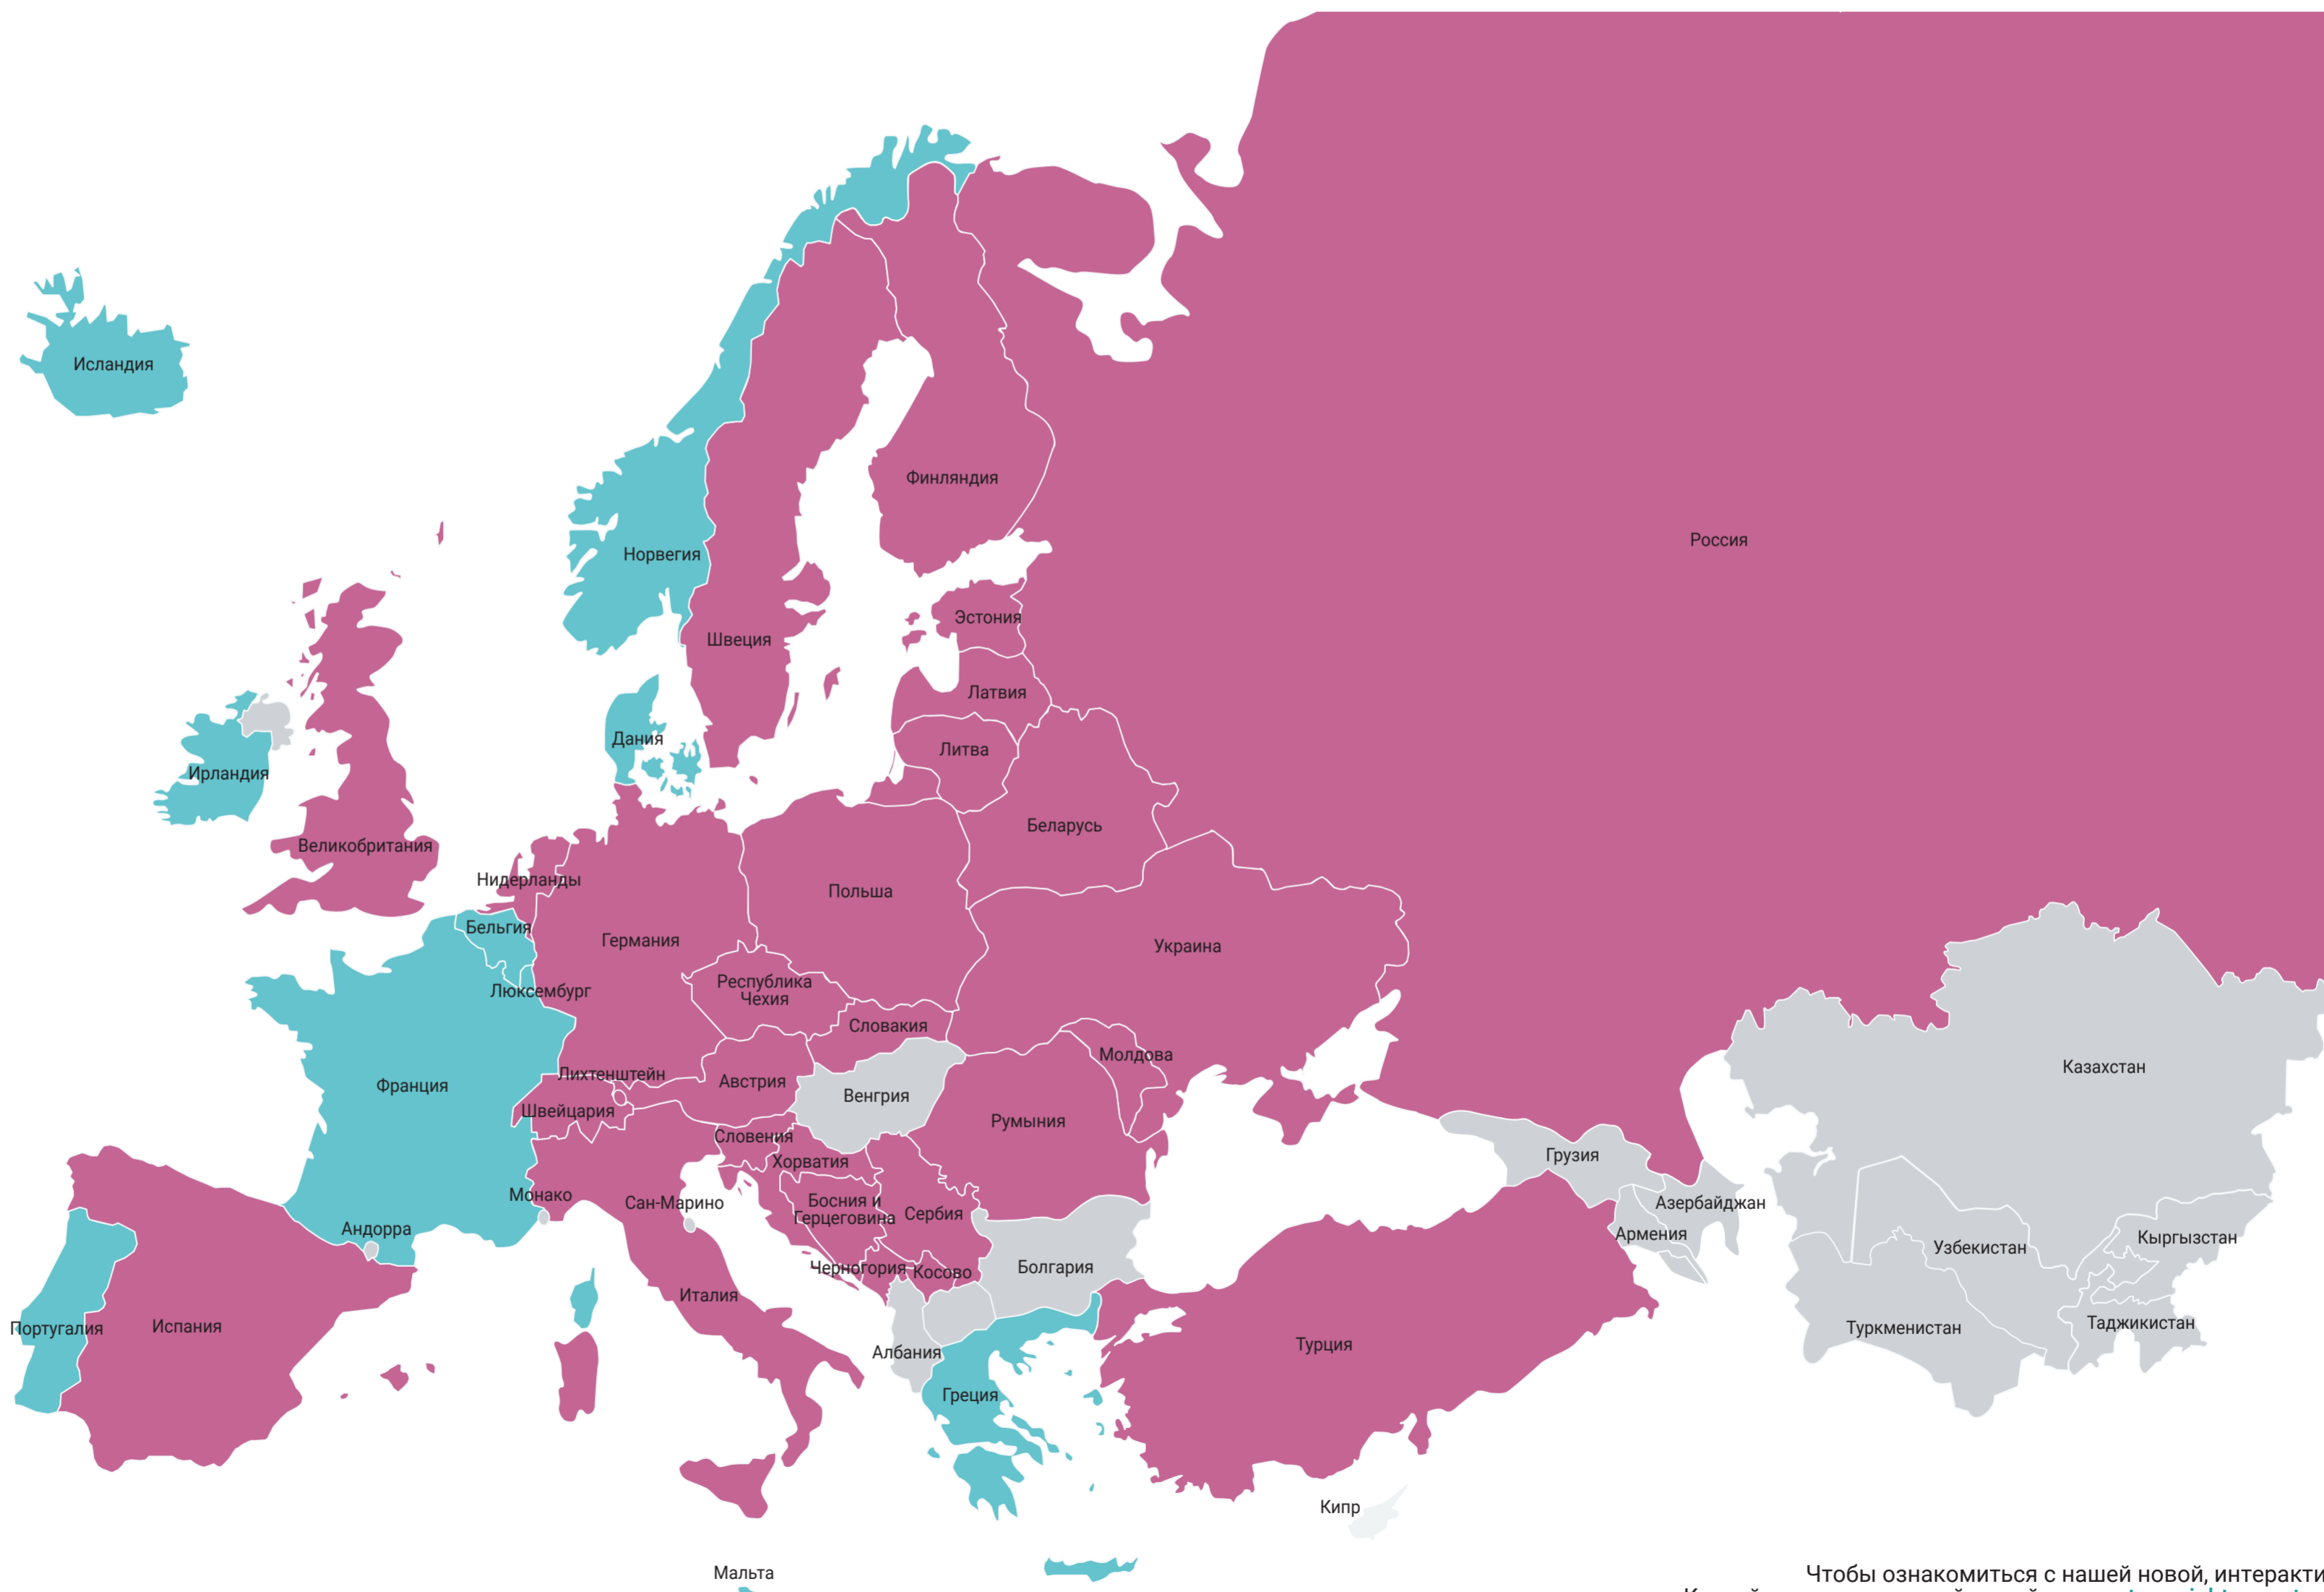 Исландия
Финляндия
Россия
Норвегия
Эстония
Швеция
Латвия
Дания
Литва
Ирландия
Беларусь
Великобритания
Нидерланды
Польша
Бельгия
Германия
Украина
Республика
Чехия
Люксембург
Словакия
Молдова
Казахстан
Лихтенштейн
Австрия
Франция
Венгрия
Швейцария
Румыния
Словения
Грузия
Хорватия
Монако
Сан-Марино
Босния и
Герцеговина
Сербия
Азербайджан
Андорра
Армения
Кыргызстан
Узбекистан
Черногория
Косово
Болгария
Италия
Португалия
Испания
Туркменистан
Таджикистан
Турция
Албания
Греция
Кипр
Мальта
Чтобы ознакомиться с нашей новой, интеракти